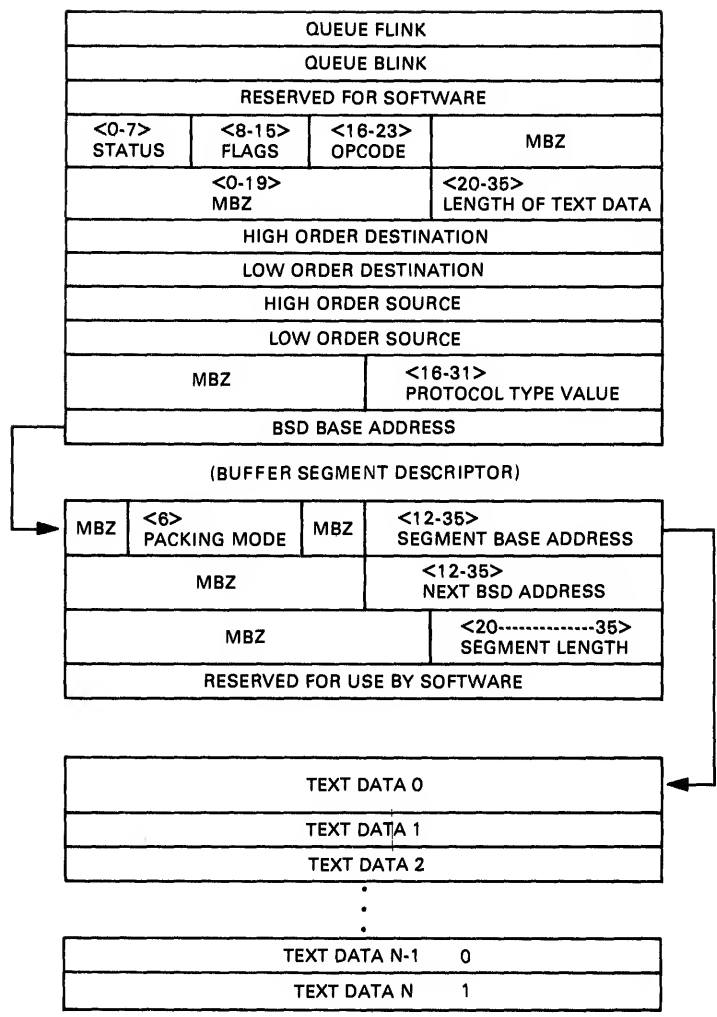 QUEUE FLINK
QUEUE BLINK
RESERVED FOR SOFTWARE
<0-7> <8-15> <16-23> MBZ
STATUS FLAGS OPCODE
<0-19> <20-35>
MBZ LENGTH OF TEXT DATA
HIGH ORDER DESTINATION
LOW ORDER DESTINATION
HIGH ORDER SOURCE
LOW ORDER SOURCE
MBZ <16-31>
PROTOCOL TYPE VALUE
BSD BASE ADDRESS
(BUFFER SEGMENT DESCRIPTOR)
MBZ <6> MBZ <12-35>
PACKING MODE SEGMENT BASE ADDRESS
MBZ <12-35>
NEXT BSD ADDRESS
MBZ <20--------------35>
SEGMENT LENGTH
RESERVED FOR USE BY SOFTWARE
TEXT DATA 0
TEXT DATA 1
TEXT DATA 2
TEXT DATA N-1 0
TEXT DATA N 1